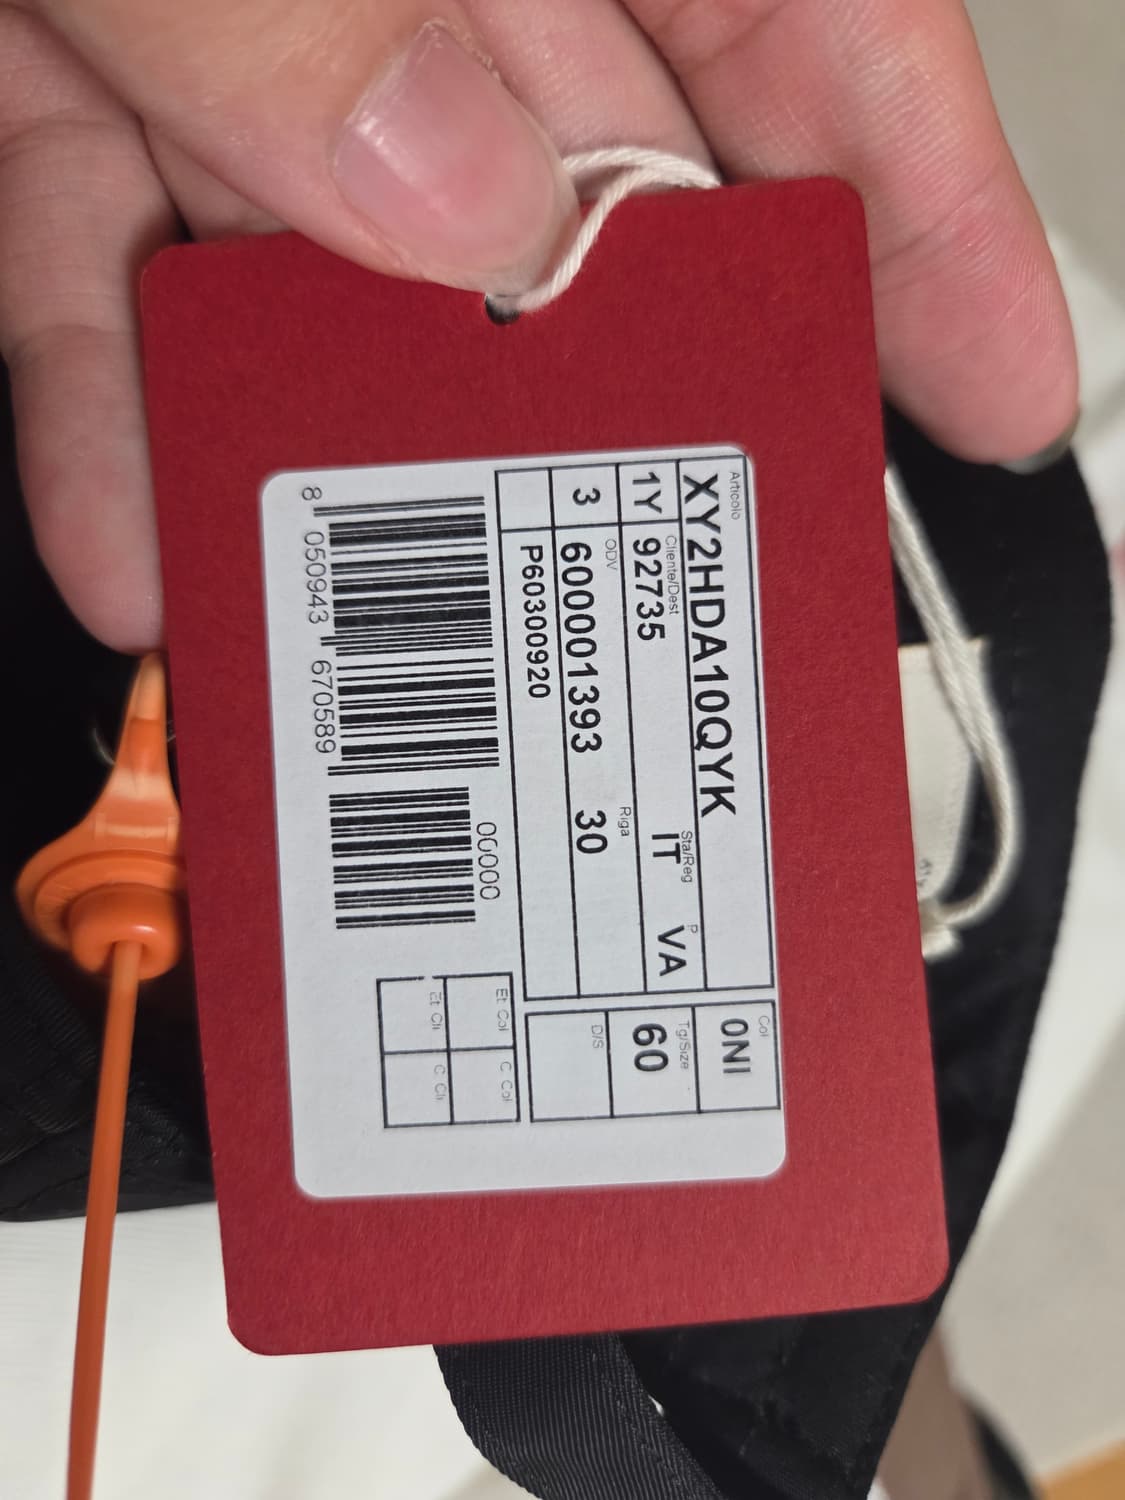 Articolo
XY2HDA10QYK
Col
0NI
1Y
Cliente/Dest
92735
Sta/Reg
IT
P
VA
Tg/Size
60
3
ODV
600001393
Riga
30
D/S
P60300920
00000
8 050943 670589
Et Col
C Col
Et Cli
C Cli